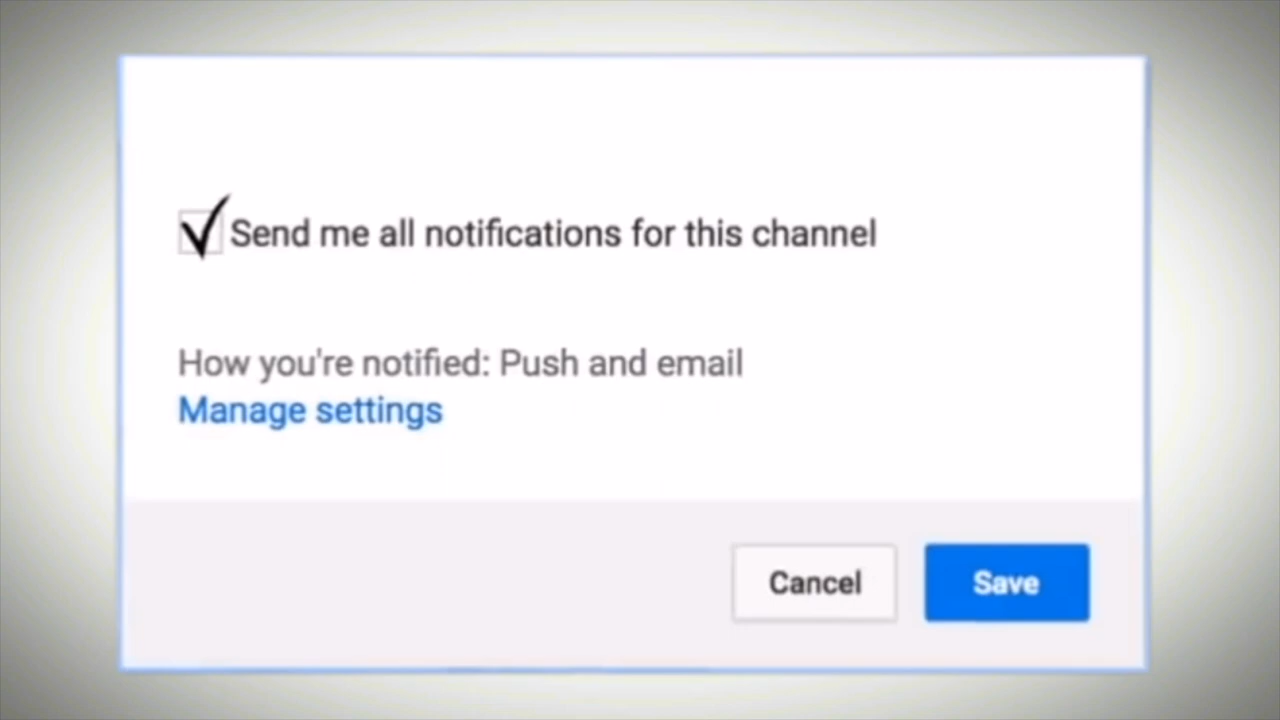 Send me all notifications for this channel
How you're notified: Push and email
Manage settings
Cancel
Save